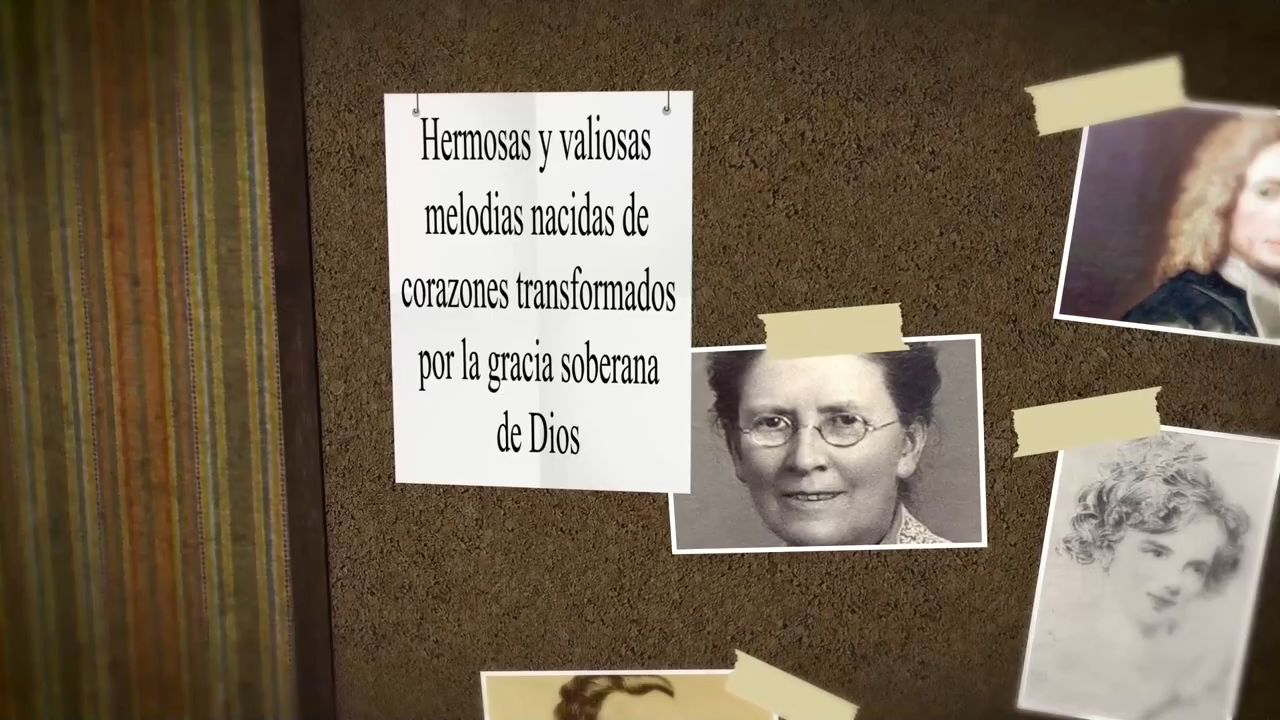 Hermosas y valiosas
melodias nacidas de
corazones transformados
por la gracia soberana
de Dios